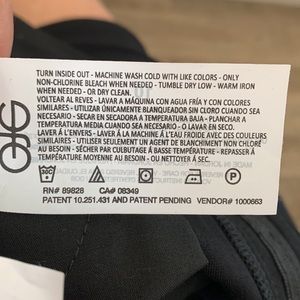 TURN INSIDE OUT - MACHINE WASH COLD WITH LIKE COLORS - ONLY
NON-CHLORINE BLEACH WHEN NEEDED - TUMBLE DRY LOW - WARM IRON
WHEN NEEDED - OR DRY CLEAN.
VOLTEAR AL REVES - LAVAR A MÁQUINA CON AGUA FRÍA Y CON COLORES
SIMILARES - UTILIZAR ÚNICAMENTE BLANQUEADOR SIN CLORO CUANDO SEA
NECESARIO - SECAR EN SECADORA A TEMPERATURA BAJA - PLANCHAR A
TEMPERATURA MEDIA CUANDO SEA NECESARIO - O LAVAR EN SECO.
LAVER À L'ENVERS - LAVER À LA MACHINE À L'EAU FROIDE AVEC DE COULEURS
SIMILAIRES - UTILISER SEULEMENT UN AGENT DE BLANCHIMENT NON CHLORÉ
AU BESOIN - SÉCHER PAR CULBUTAGE À BASSE TEMPÉRATURE - REPASSER À
TEMPÉRATURE MOYENNE AU BESOIN - OU NETTOYER À SEC.
30C
RN# 89828 CA# 08349
PATENT 10.251.431 AND PATENT PENDING VENDOR# 1000663